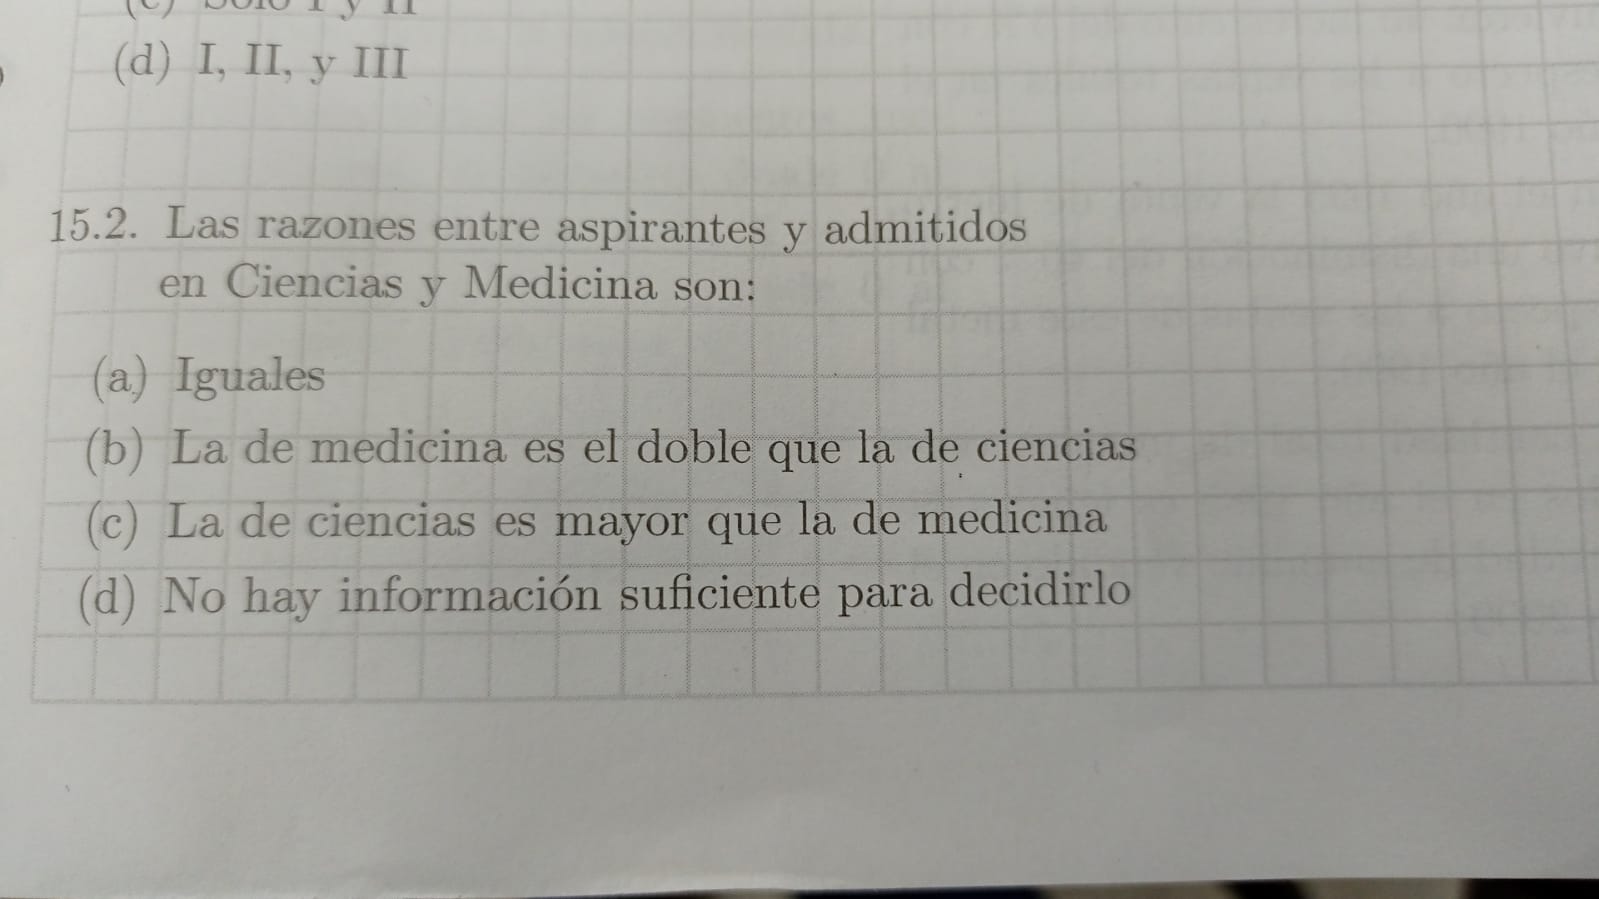 (c) Solo I y II
(d) I, II, y III
15.2. Las razones entre aspirantes y admitidos
en Ciencias y Medicina son:
(a) Iguales
(b) La de medicina es el doble que la de ciencias
(c) La de ciencias es mayor que la de medicina
(d) No hay información suficiente para decidirlo